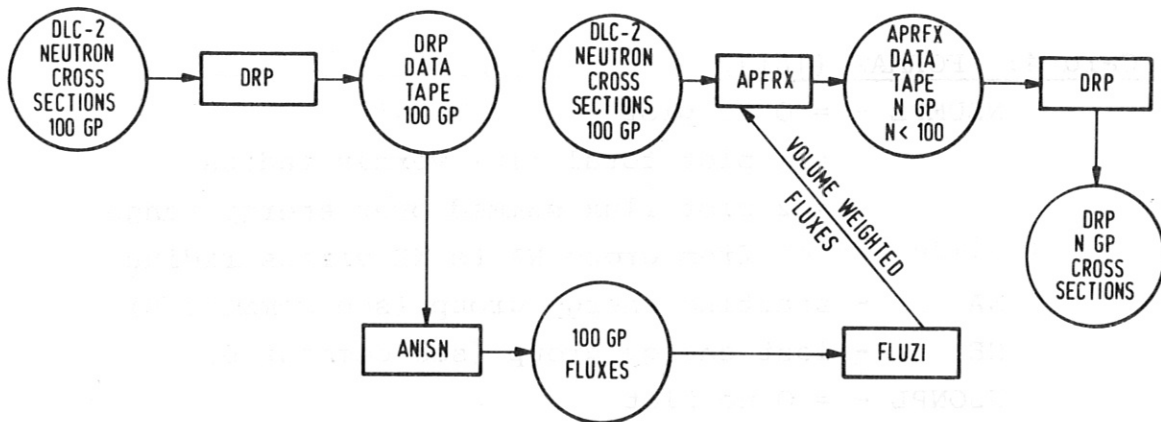 DLC-2
NEUTRON
CROSS
SECTIONS
100 GP
DRP
DRP
DATA
TAPE
100 GP
DLC-2
NEUTRON
CROSS
SECTIONS
100 GP
APFRX
APRFX
DATA
TAPE
N GP
N< 100
DRP
VOLUME WEIGHTED
FLUXES
DRP
N GP
CROSS
SECTIONS
ANISN
100 GP
FLUXES
FLUZI